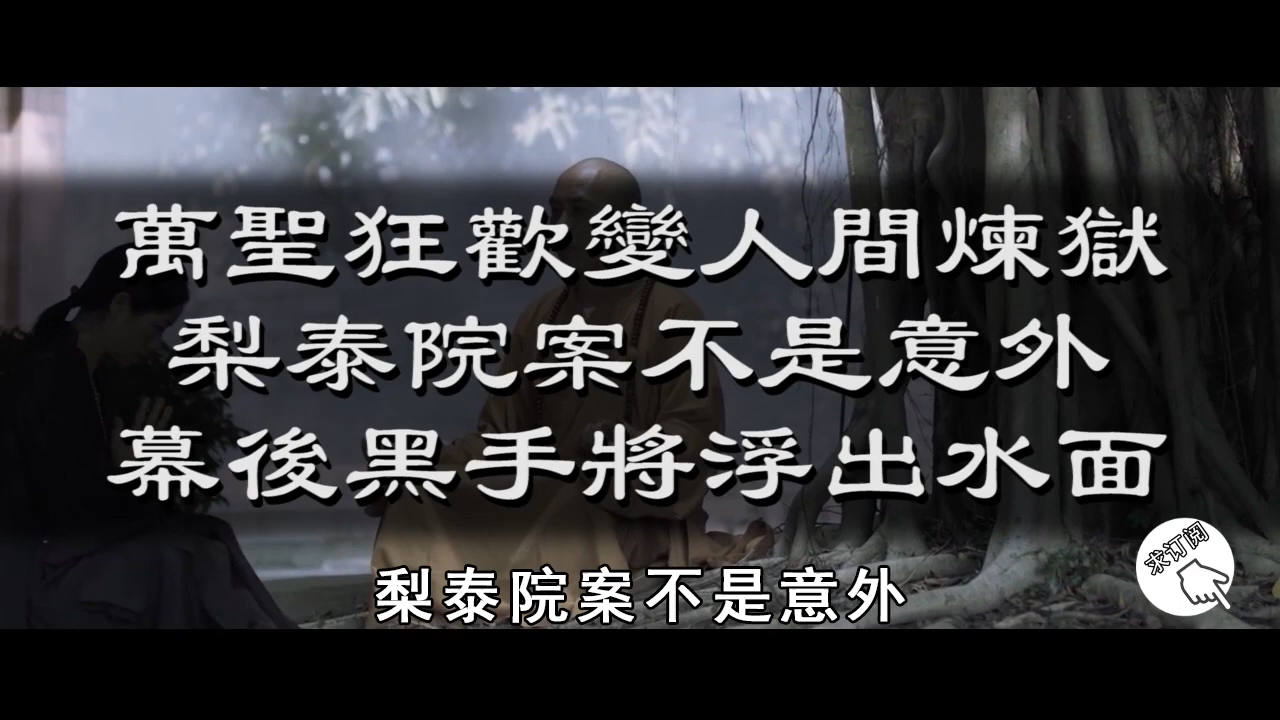 萬聖狂歡變人間煉獄
梨泰院案不是意外
幕後黑手將浮出水面
求订阅
梨泰院案不是意外